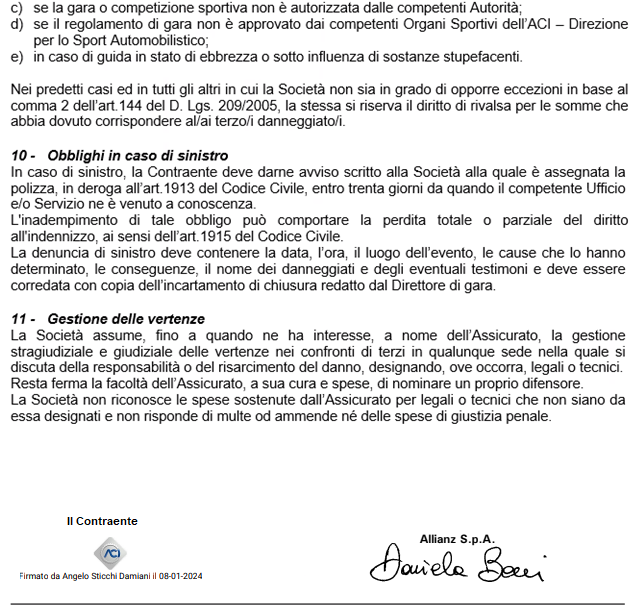 c) se la gara o competizione sportiva non è autorizzata dalle competenti Autorità;
d) se il regolamento di gara non è approvato dai competenti Organi Sportivi dell'ACI – Direzione
per lo Sport Automobilistico;
e) in caso di guida in stato di ebbrezza o sotto influenza di sostanze stupefacenti.
Nei predetti casi ed in tutti gli altri in cui la Società non sia in grado di opporre eccezioni in base al
comma 2 dell'art.144 del D. Lgs. 209/2005, la stessa si riserva il diritto di rivalsa per le somme che
abbia dovuto corrispondere al/ai terzo/i danneggiato/i.
10 - Obblighi in caso di sinistro
In caso di sinistro, la Contraente deve darne avviso scritto alla Società alla quale è assegnata la
polizza, in deroga all'art.1913 del Codice Civile, entro trenta giorni da quando il competente Ufficio
e/o Servizio ne è venuto a conoscenza.
L'inadempimento di tale obbligo può comportare la perdita totale o parziale del diritto
all'indennizzo, ai sensi dell'art.1915 del Codice Civile.
La denuncia di sinistro deve contenere la data, l'ora, il luogo dell'evento, le cause che lo hanno
determinato, le conseguenze, il nome dei danneggiati e degli eventuali testimoni e deve essere
corredata con copia dell'incartamento di chiusura redatto dal Direttore di gara.
11 - Gestione delle vertenze
La Società assume, fino a quando ne ha interesse, a nome dell'Assicurato, la gestione
stragiudiziale e giudiziale delle vertenze nei confronti di terzi in qualunque sede nella quale si
discuta della responsabilità o del risarcimento del danno, designando, ove occorra, legali o tecnici.
Resta ferma la facoltà dell'Assicurato, a sua cura e spese, di nominare un proprio difensore.
La Società non riconosce le spese sostenute dall'Assicurato per legali o tecnici che non siano da
essa designati e non risponde di multe od ammende né delle spese di giustizia penale.
Il Contraente
ACI
Firmato da Angelo Sticchi Damiani il 08-01-2024
Allianz S.p.A.
Daniela